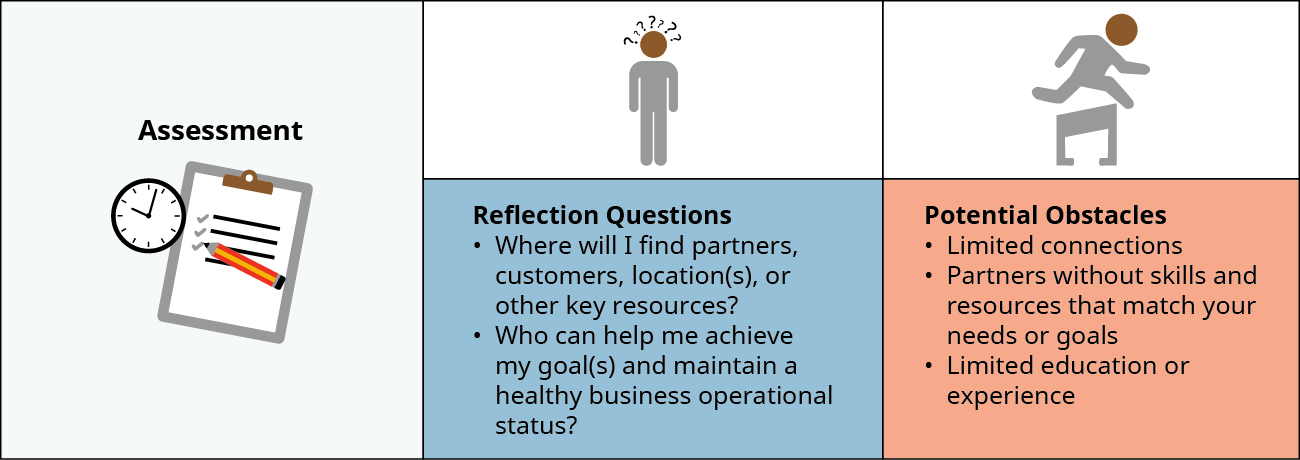 Assessment
? ? ? ? ? ?
Reflection Questions
• Where will I find partners,
customers, location(s), or
other key resources?
• Who can help me achieve
my goal(s) and maintain a
healthy business operational
status?
Potential Obstacles
• Limited connections
• Partners without skills and
resources that match your
needs or goals
• Limited education or
experience